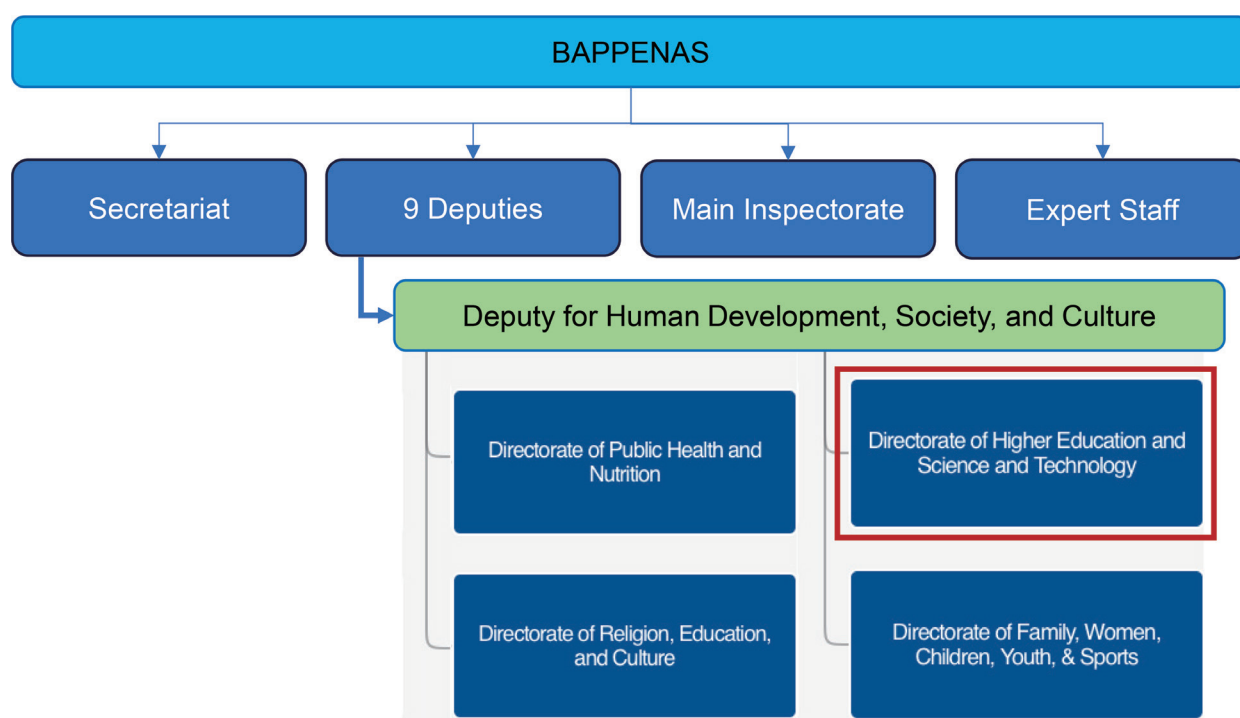 BAPPENAS
Secretariat
9 Deputies
Main Inspectorate
Expert Staff
Deputy for Human Development, Society, and Culture
Directorate of Public Health and
Nutrition
Directorate of Higher Education and
Science and Technology
Directorate of Religion, Education,
and Culture
Directorate of Family, Women,
Children, Youth, & Sports